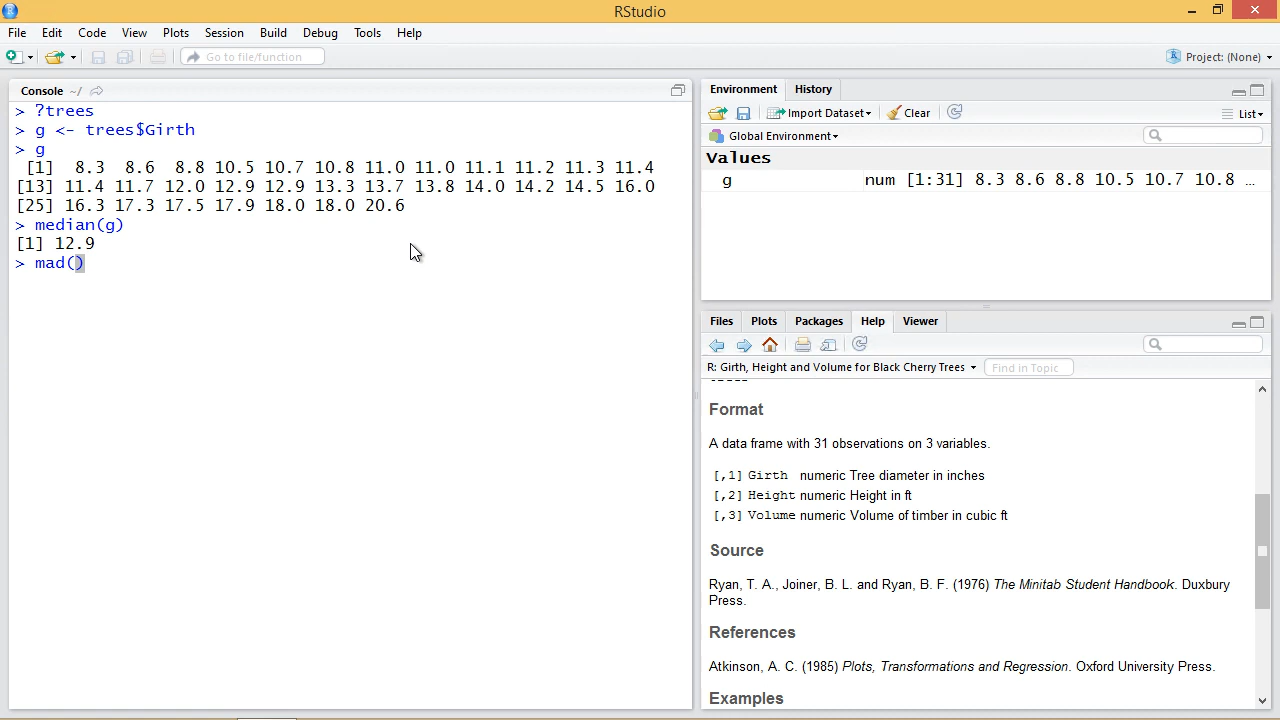 RStudio
File Edit Code View Plots Session Build Debug Tools Help
Go to file/function
Project: (None)
Console ~/
> ?trees
> g <- trees$Girth
> g
[1] 8.3 8.6 8.8 10.5 10.7 10.8 11.0 11.0 11.1 11.2 11.3 11.4
[13] 11.4 11.7 12.0 12.9 12.9 13.3 13.7 13.8 14.0 14.2 14.5 16.0
[25] 16.3 17.3 17.5 17.9 18.0 18.0 20.6
> median(g)
[1] 12.9
> mad()
Environment History
Import Dataset Clear List
Global Environment
Values
g num [1:31] 8.3 8.6 8.8 10.5 10.7 10.8 ...
Files Plots Packages Help Viewer
R: Girth, Height and Volume for Black Cherry Trees Find in Topic
Format
A data frame with 31 observations on 3 variables.
[,1] Girth numeric Tree diameter in inches
[,2] Height numeric Height in ft
[,3] Volume numeric Volume of timber in cubic ft
Source
Ryan, T. A., Joiner, B. L. and Ryan, B. F. (1976) The Minitab Student Handbook. Duxbury
Press.
References
Atkinson, A. C. (1985) Plots, Transformations and Regression. Oxford University Press.
Examples